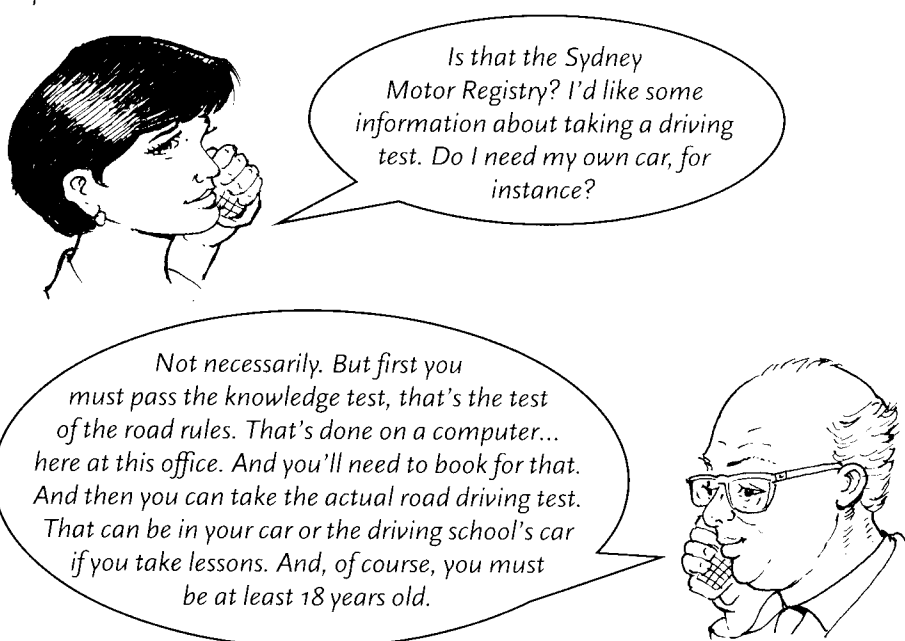 Is that the Sydney
Motor Registry? I'd like some
information about taking a driving
test. Do I need my own car, for
instance?
Not necessarily. But first you
must pass the knowledge test, that's the test
of the road rules. That's done on a computer...
here at this office. And you'll need to book for that.
And then you can take the actual road driving test.
That can be in your car or the driving school's car
if you take lessons. And, of course, you must
be at least 18 years old.